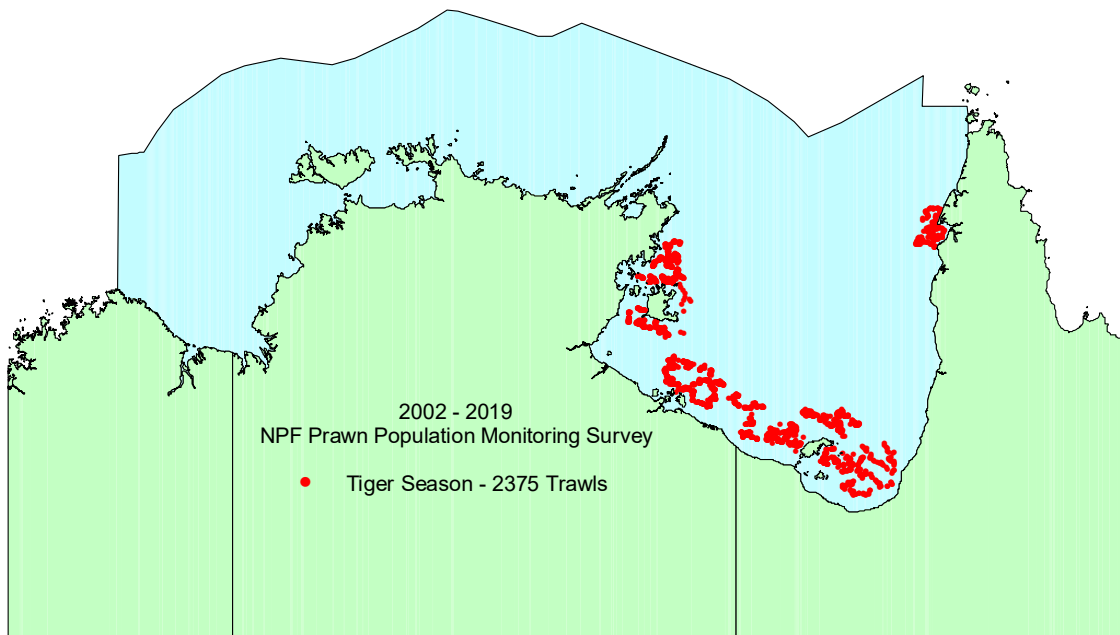 2002 - 2019
NPF Prawn Population Monitoring Survey
Tiger Season - 2375 Trawls